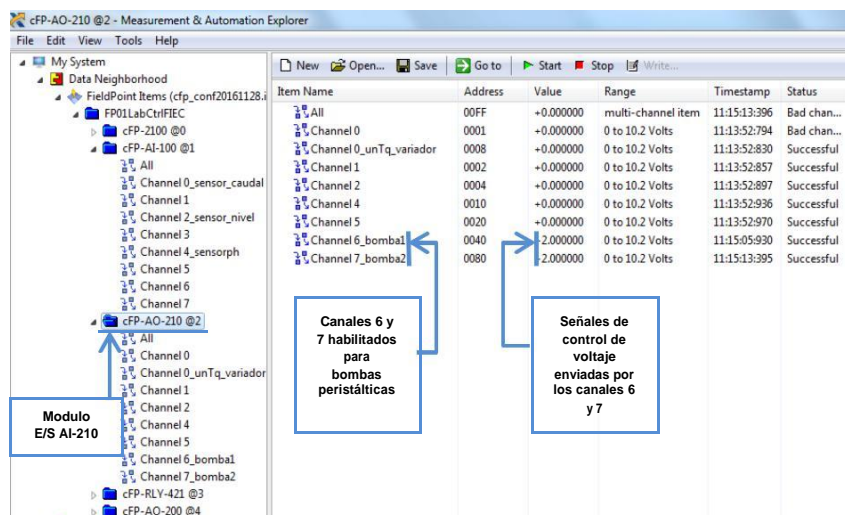 cFP-AO-210 @2 - Measurement & Automation Explorer
File Edit View Tools Help
My System
Data Neighborhood
FieldPoint Items (cfp_conf20161128.i
FP01LabCtrlFIEC
cFP-2100 @0
cFP-AI-100 @1
All
Channel 0_sensor_caudal
Channel 1
Channel 2_sensor_nivel
Channel 3
Channel 4_sensorph
Channel 5
Channel 6
Channel 7
cFP-AO-210 @2
All
Channel 0
Channel 0_unTq_variador
Channel 1
Channel 2
Channel 4
Channel 5
Channel 6_bomba1
Channel 7_bomba2
cFP-RLY-421 @3
cFP-AO-200 @4
New Open... Save Go to Start Stop Write...
Item Name Address Value Range Timestamp Status
All 00FF +0.000000 multi-channel item 11:15:13:396 Bad chan...
Channel 0 0001 +0.000000 0 to 10.2 Volts 11:13:52:794 Bad chan...
Channel 0_unTq_variador 0008 +0.000000 0 to 10.2 Volts 11:13:52:830 Successful
Channel 1 0002 +0.000000 0 to 10.2 Volts 11:13:52:857 Successful
Channel 2 0004 +0.000000 0 to 10.2 Volts 11:13:52:897 Successful
Channel 4 0010 +0.000000 0 to 10.2 Volts 11:13:52:936 Successful
Channel 5 0020 +0.000000 0 to 10.2 Volts 11:13:52:970 Successful
Channel 6_bomba1 0040 2.000000 0 to 10.2 Volts 11:15:05:930 Successful
Channel 7_bomba2 0080 2.000000 0 to 10.2 Volts 11:15:13:395 Successful
Canales 6 y
7 habilitados
para
bombas
peristálticas
Señales de
control de
voltaje
enviadas por
los canales 6
y 7
Modulo
E/S AI-210